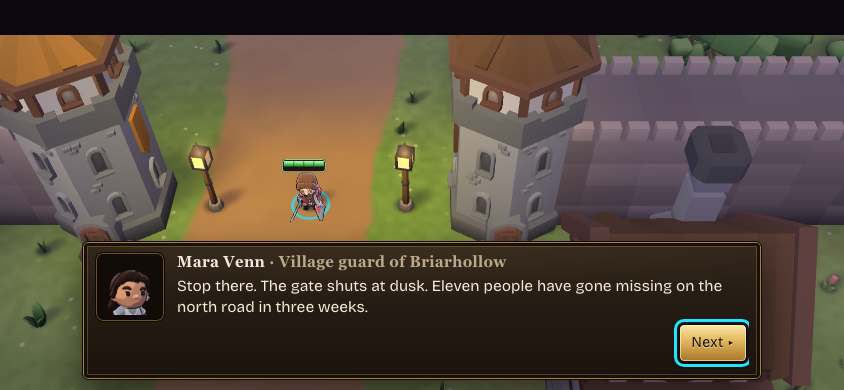 Mara Venn · Village guard of Briarhollow
Stop there. The gate shuts at dusk. Eleven people have gone missing on the
north road in three weeks.
Next ▸